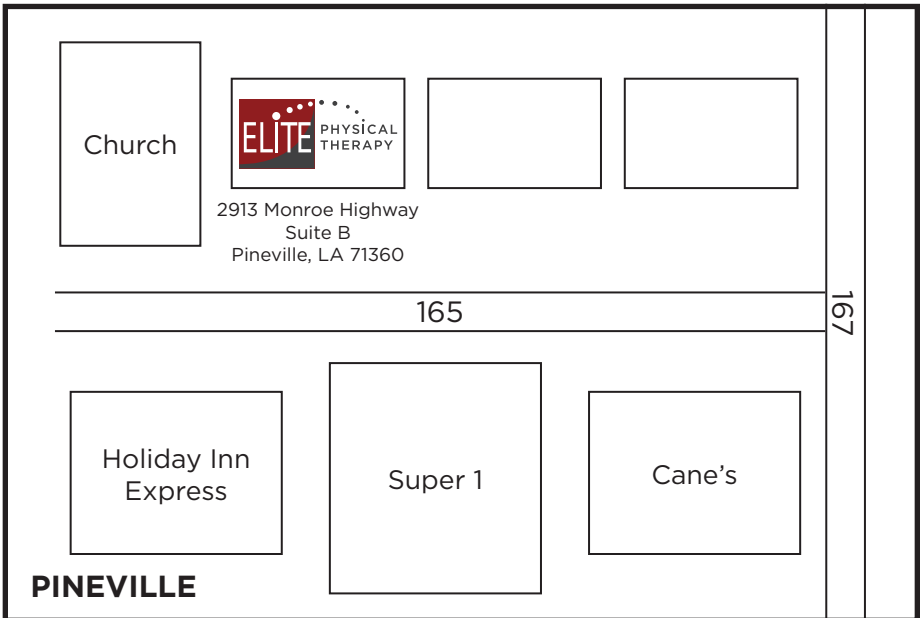 Church
ELiTE
PHYSICAL
THERAPY
2913 Monroe Highway
Suite B
Pineville, LA 71360
165
167
Holiday Inn
Express
Super 1
Cane's
PINEVILLE